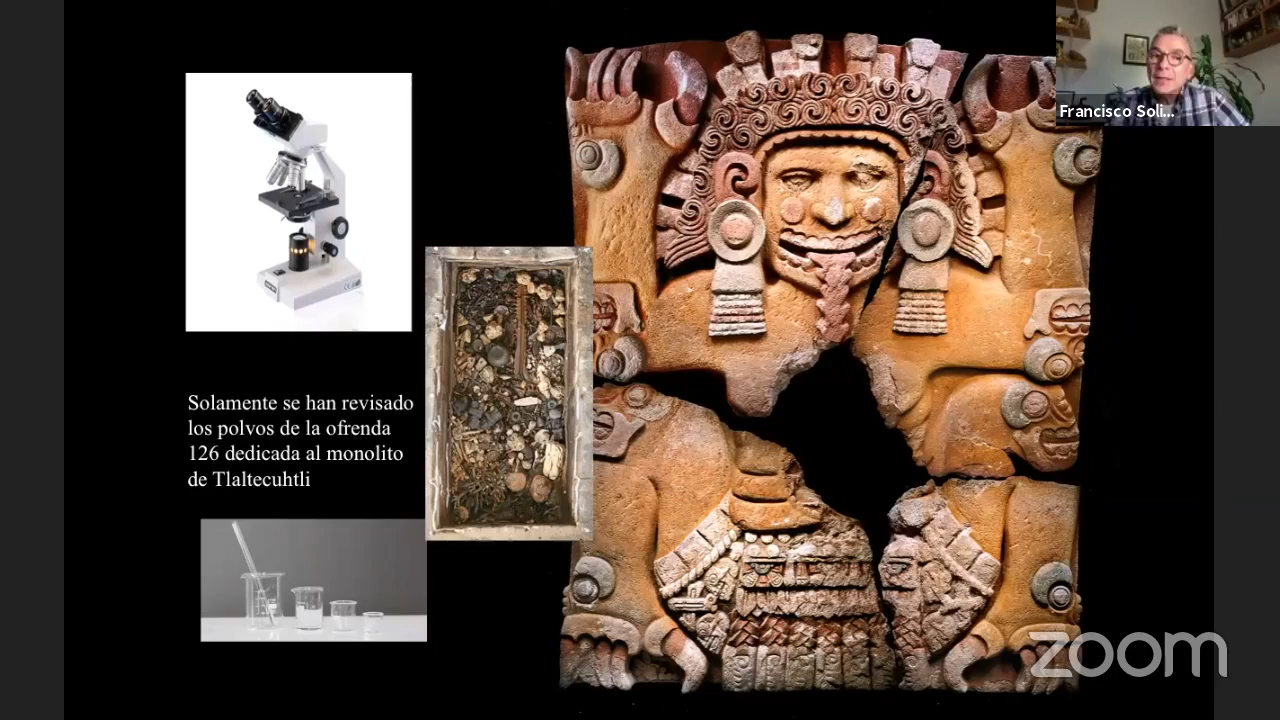 Francisco Soli...
Solamente se han revisado
los polvos de la ofrenda
126 dedicada al monolito
de Tlaltecuhtli
zoom